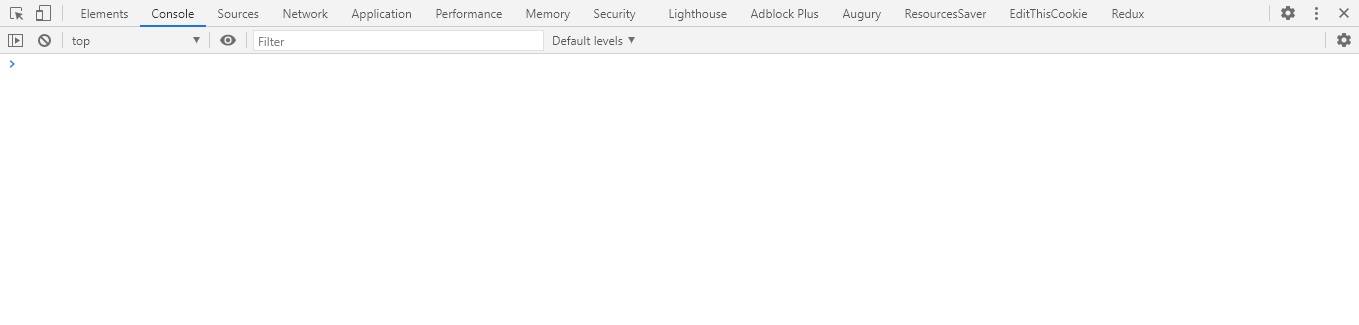 Elements Console Sources Network Application Performance Memory Security Lighthouse Adblock Plus Augury ResourcesSaver EditThisCookie Redux
top Filter Default levels